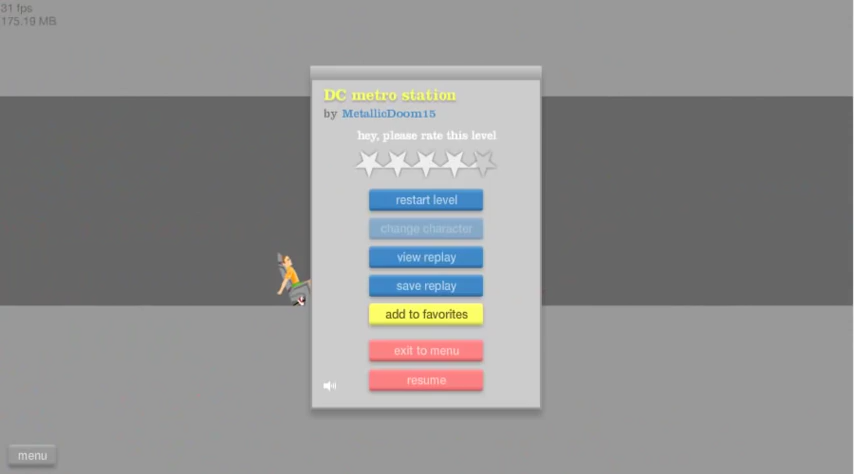 31 fps
175.19 MB
DC metro station
by MetallicDoom15
hey, please rate this level
restart level
change character
view replay
save replay
add to favorites
exit to menu
resume
menu